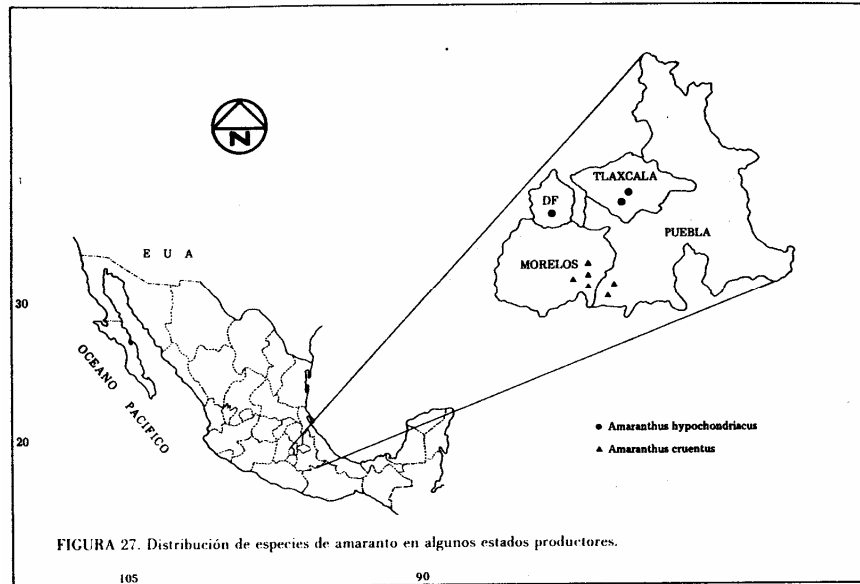 N
TLAXCALA
DF
PUEBLA
E U A
MORELOS
30
OCEANO PACIFICO
● Amaranthus hypochondriacus
20
▲ Amaranthus cruentus
FIGURA 27. Distribución de especies de amaranto en algunos estados productores.
105 90